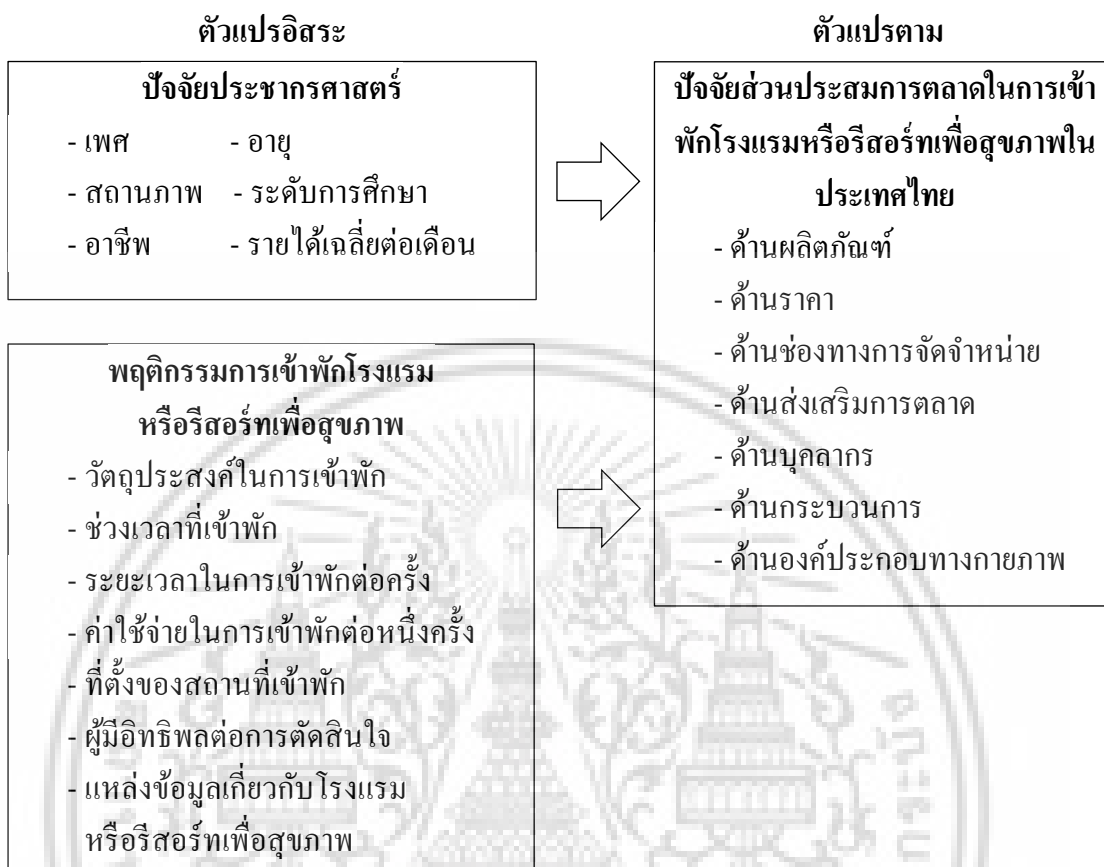 ตัวแปรอิสระ
ปัจจัยประชากรศาสตร์
- เพศ - อายุ
- สถานภาพ - ระดับการศึกษา
- อาชีพ - รายได้เฉลี่ยต่อเดือน
พฤติกรรมการเข้าพักโรงแรม
หรือรีสอร์ทเพื่อสุขภาพ
- วัตถุประสงค์ในการเข้าพัก
- ช่วงเวลาที่เข้าพัก
- ระยะเวลาในการเข้าพักต่อครั้ง
- ค่าใช้จ่ายในการเข้าพักต่อหนึ่งครั้ง
- ที่ตั้งของสถานที่เข้าพัก
- ผู้มีอิทธิพลต่อการตัดสินใจ
- แหล่งข้อมูลเกี่ยวกับโรงแรม
หรือรีสอร์ทเพื่อสุขภาพ
ตัวแปรตาม
ปัจจัยส่วนประสมการตลาดในการเข้า
พักโรงแรมหรือรีสอร์ทเพื่อสุขภาพใน
ประเทศไทย
- ด้านผลิตภัณฑ์
- ด้านราคา
- ด้านช่องทางการจัดจำหน่าย
- ด้านส่งเสริมการตลาด
- ด้านบุคลากร
- ด้านกระบวนการ
- ด้านองค์ประกอบทางกายภาพ